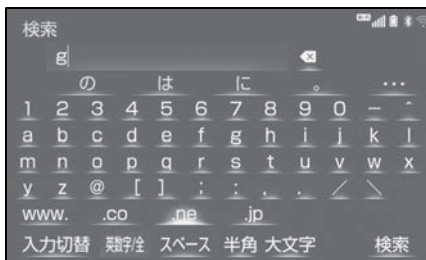 検索
g
の は に 。 ...
1 2 3 4 5 6 7 8 9 0 - ^
a b c d e f g h i j k l
m n o p q r s t u v w x
y z @ [ ] ; : , . / \
www. .co .ne .jp
入力切替 英数字/全 スペース 半角 大文字 検索